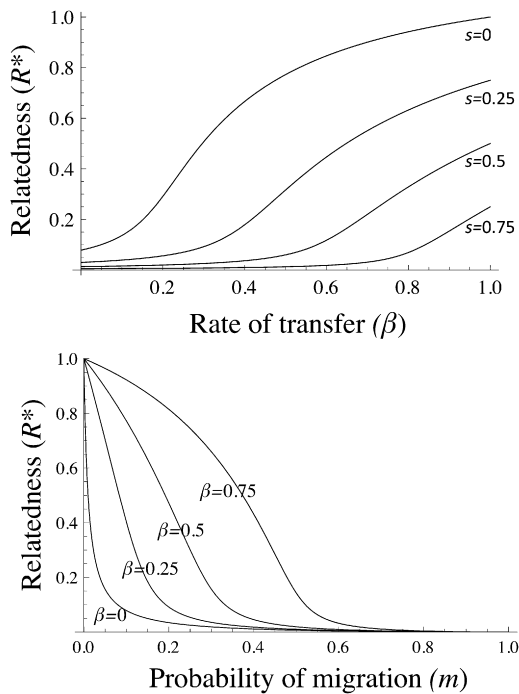 Relatedness (R*)
1.0
0.8
0.6
0.4
0.2
s=0
s=0.25
s=0.5
s=0.75
0.2 0.4 0.6 0.8 1.0
Rate of transfer (β)
Relatedness (R*)
1.0
0.8
0.6
0.4
0.2
β=0.75
β=0.5
β=0.25
β=0
0.0 0.2 0.4 0.6 0.8 1.0
Probability of migration (m)